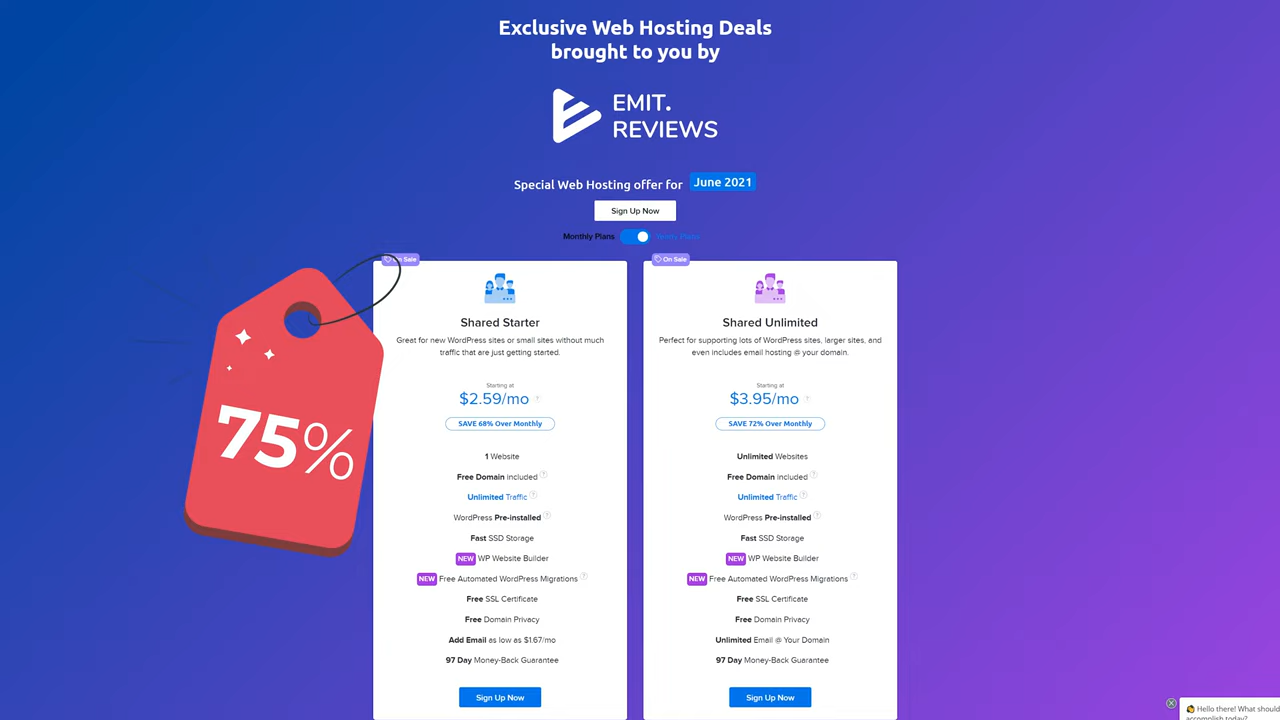 Exclusive Web Hosting Deals
brought to you by
EMIT.
REVIEWS
Special Web Hosting offer for June 2021
Sign Up Now
Monthly Plans Yearly Plans
On Sale
Shared Starter
Great for new WordPress sites or small sites without much
traffic that are just getting started.
Starting at
$2.59/mo ?
SAVE 68% Over Monthly
1 Website
Free Domain included ?
Unlimited Traffic ?
WordPress Pre-installed ?
Fast SSD Storage
NEW WP Website Builder
NEW Free Automated WordPress Migrations ?
Free SSL Certificate
Free Domain Privacy
Add Email as low as $1.67/mo
97 Day Money-Back Guarantee
Sign Up Now
On Sale
Shared Unlimited
Perfect for supporting lots of WordPress sites, larger sites, and
even includes email hosting @ your domain.
Starting at
$3.95/mo ?
SAVE 72% Over Monthly
Unlimited Websites
Free Domain included ?
Unlimited Traffic ?
WordPress Pre-installed ?
Fast SSD Storage
NEW WP Website Builder
NEW Free Automated WordPress Migrations ?
Free SSL Certificate
Free Domain Privacy
Unlimited Email @ Your Domain
97 Day Money-Back Guarantee
Sign Up Now
75%
Hello there! What should
accomplish today?